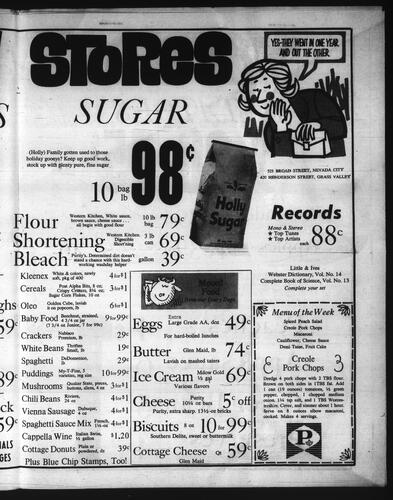 STORES
YES-THEY WENT IN ONE YEAR
AND OUT THE OTHER.
SUGAR
(Holly) Family gotten used to those
holiday gooeys? Keep up good work,
stock up with plenty pure, fine sugar
10 lb bag 98¢
Holly
Sugar
525 BROAD STREET, NEVADA CITY
420 HENDERSON STREET, GRASS VALLEY
Flour Western Kitchen, White sauce, brown sauce, cheese sauce . . . all begin with good flour 10 lb bag 79¢
Shortening Western Kitchen Digestible Shortening 3 lb can 69¢
Bleach Purity's. Determined dirt doesn't stand a chance with this hard-working washday helper gallon 39¢
Records
Mono & Stereo
★ Top Tunes
★ Top Artists
each 88¢
Little & Ives
Webster Dictionary, Vol. 14
Complete Book of Science, Vol. No. 13
Complete your set
Kleenex White & colors, newly soft, pkg of 400 4 for $1
Cereals Post Alpha Bits, 8 oz; Crispy Critters, 8¾ oz; Sugar Corn Flakes, 10 oz 3 for $1
Oleo Golden Cube, lavish it on potatoes, lb 6 for $1
Baby Food Beechnut, strained, 4 3/4 oz jar (7 3/4 oz Junior, 7 for 99c) 10 for 99¢
Crackers Nabisco Premium, lb 29¢
White Beans Thriftee Small, lb 19¢
Spaghetti DeDomenico, lb 29¢
Puddings My-T-Fine, 5 varieties, reg size 10 for 99¢
Mushrooms Quaker State, pieces, buttons, slices, 4 oz 4 for $1
Chili Beans Riviera, 24 oz 4 for $1
Vienna Sausage Dubuque, 4 oz 4 for $1
Spaghetti Sauce Mix French, 1½-oz 4 for $1
Cappella Wine Italian Swiss, ½ gallon $1.20
Cottage Donuts Plain or powdered, dz 39¢
Plus Blue Chip Stamps, Too!
Mood
Food
Eggs Extra Large Grade AA, doz 49¢
For hard-boiled lunches
Butter Glen Maid, lb 74¢
Lavish on mashed taters
Ice Cream Mdlow Gold ½ gal 69¢
Various flavors
Cheese Purity 10½ oz bars 5¢ off
Purity, extra sharp. 13½-oz bricks
Biscuits 8 oz 10 for 99¢
Southern Delite, sweet or buttermilk
Cottage Cheese Qt 59¢
Glen Maid
Menu of the Week
Spiced Peach Salad
Creole Pork Chops
Macaroni
Cauliflower, Cheese Sauce
Demi Tasse, Fruit Cake
Creole
Pork Chops
Dredge 4 pork chops with 2 TBS flour.
Brown on both sides in 1TBS fat. Add
1 can (19 ounces) tomatoes, ½ green
pepper, chopped, 1 chopped medium
onion, 1¼ tsp salt, and 1 TBS Worces-
tershire. Cover, and simmer about 1 hour.
Serve on 8 ounces elbow macaroni,
cooked. Makes 4 servings.
P